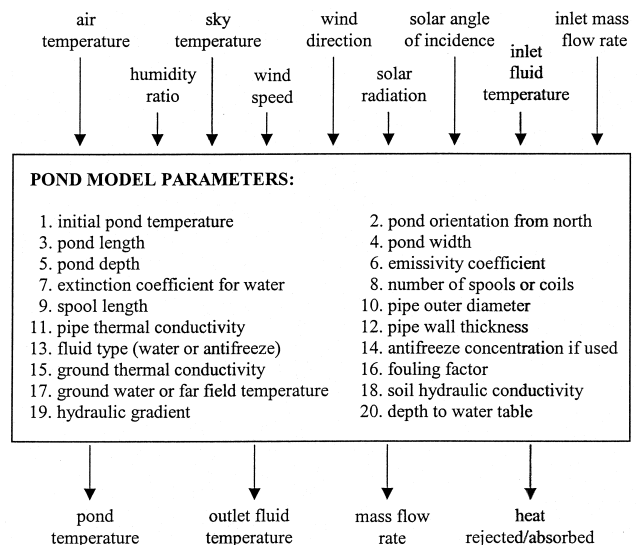 air
temperature
sky
temperature
wind
direction
solar angle
of incidence
inlet mass
flow rate
humidity
ratio
wind
speed
solar
radiation
inlet
fluid
temperature
POND MODEL PARAMETERS:
1. initial pond temperature
2. pond orientation from north
3. pond length
4. pond width
5. pond depth
6. emissivity coefficient
7. extinction coefficient for water
8. number of spools or coils
9. spool length
10. pipe outer diameter
11. pipe thermal conductivity
12. pipe wall thickness
13. fluid type (water or antifreeze)
14. antifreeze concentration if used
15. ground thermal conductivity
16. fouling factor
17. ground water or far field temperature
18. soil hydraulic conductivity
19. hydraulic gradient
20. depth to water table
pond
temperature
outlet fluid
temperature
mass flow
rate
heat
rejected/absorbed